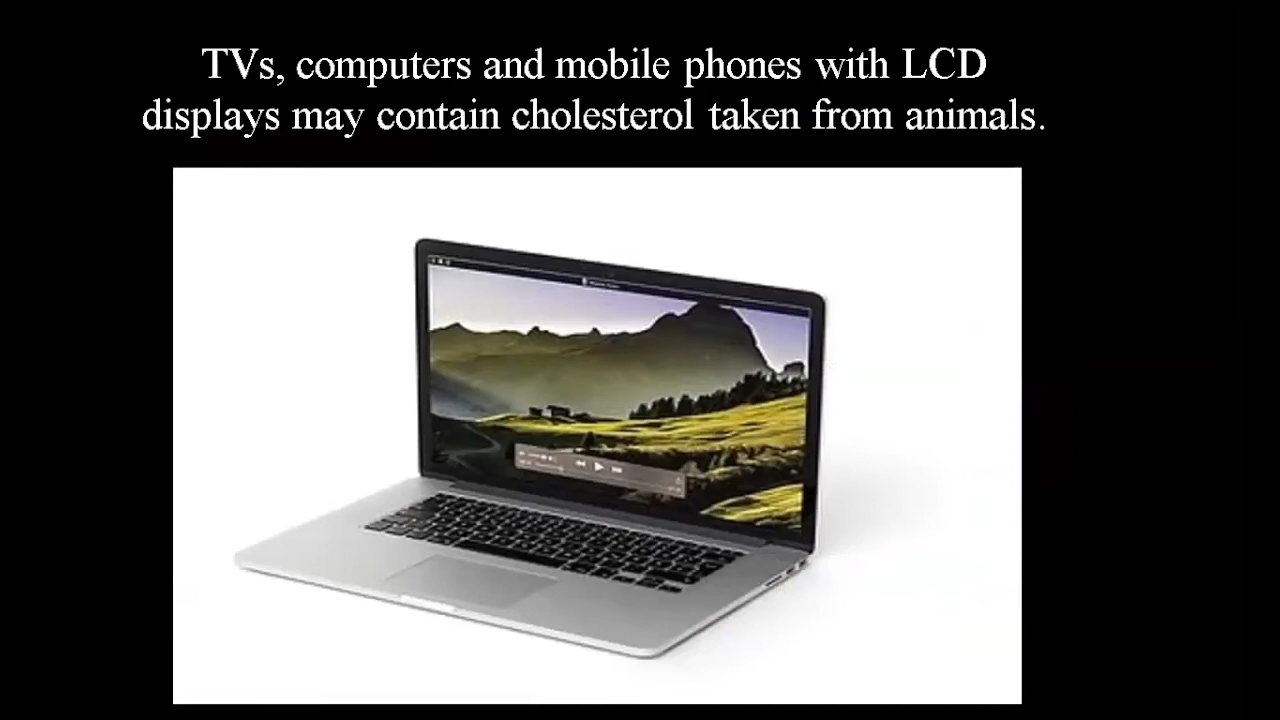 TVs, computers and mobile phones with LCD
displays may contain cholesterol taken from animals.